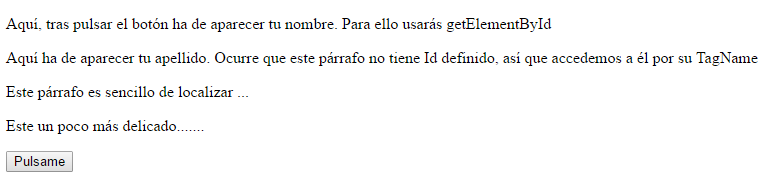 Aquí, tras pulsar el botón ha de aparecer tu nombre. Para ello usarás getElementById
Aquí ha de aparecer tu apellido. Ocurre que este párrafo no tiene Id definido, así que accedemos a él por su TagName
Este párrafo es sencillo de localizar ...
Este un poco más delicado.......
Pulsame